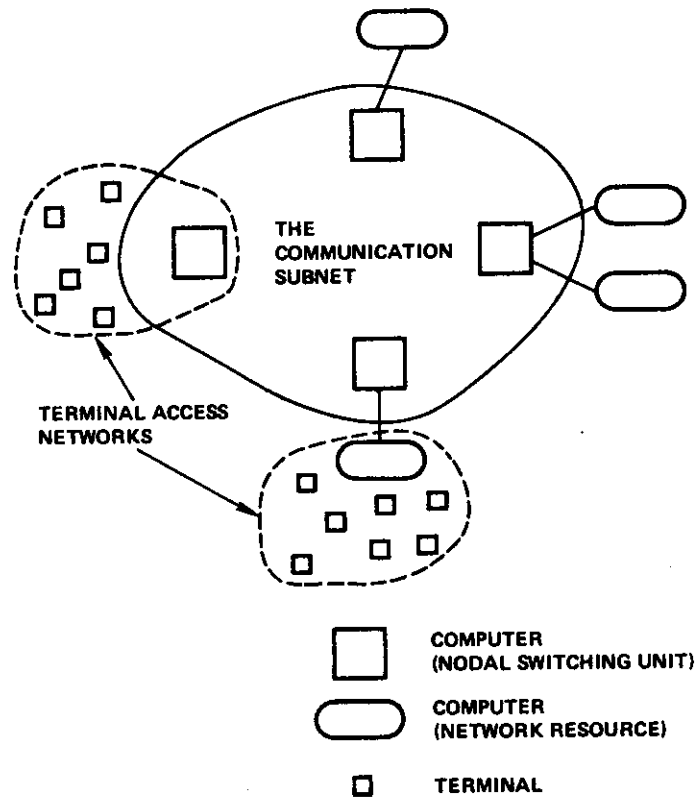 THE
COMMUNICATION
SUBNET
TERMINAL ACCESS
NETWORKS
COMPUTER
(NODAL SWITCHING UNIT)
COMPUTER
(NETWORK RESOURCE)
TERMINAL